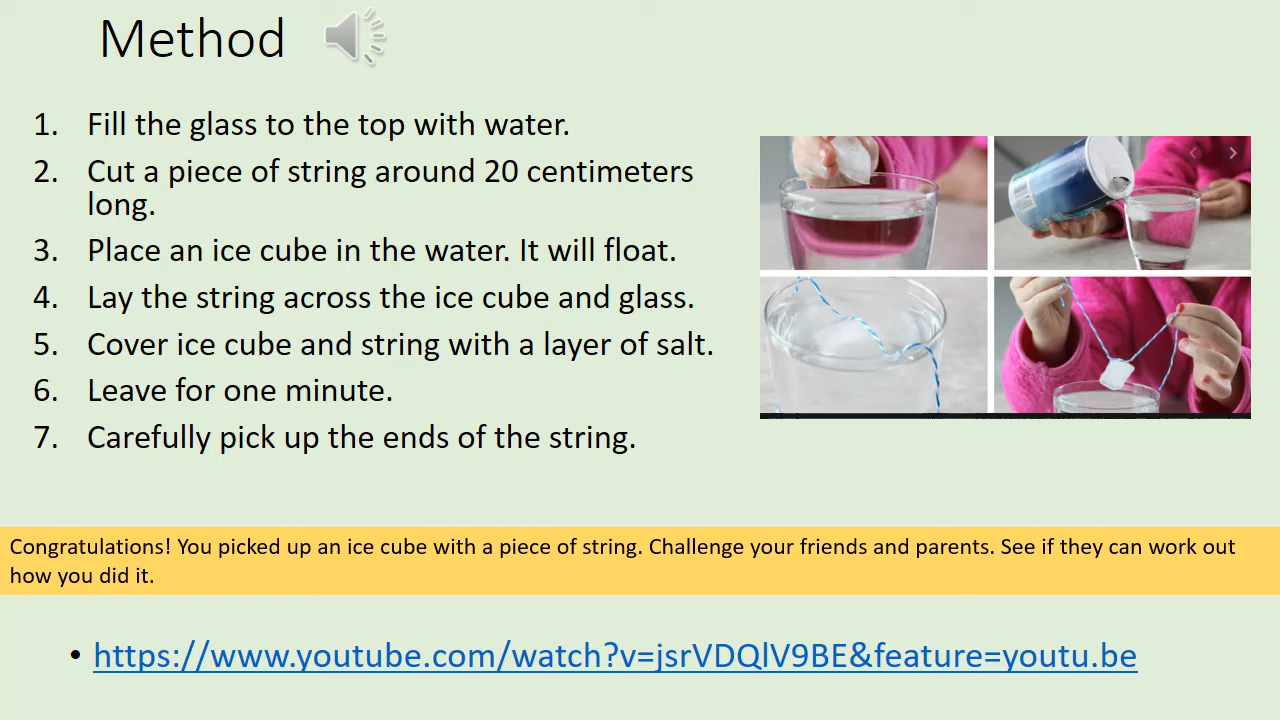 Method
1. Fill the glass to the top with water.
2. Cut a piece of string around 20 centimeters
long.
3. Place an ice cube in the water. It will float.
4. Lay the string across the ice cube and glass.
5. Cover ice cube and string with a layer of salt.
6. Leave for one minute.
7. Carefully pick up the ends of the string.
Congratulations! You picked up an ice cube with a piece of string. Challenge your friends and parents. See if they can work out
how you did it.
• https://www.youtube.com/watch?v=jsrVDQlV9BE&feature=youtu.be